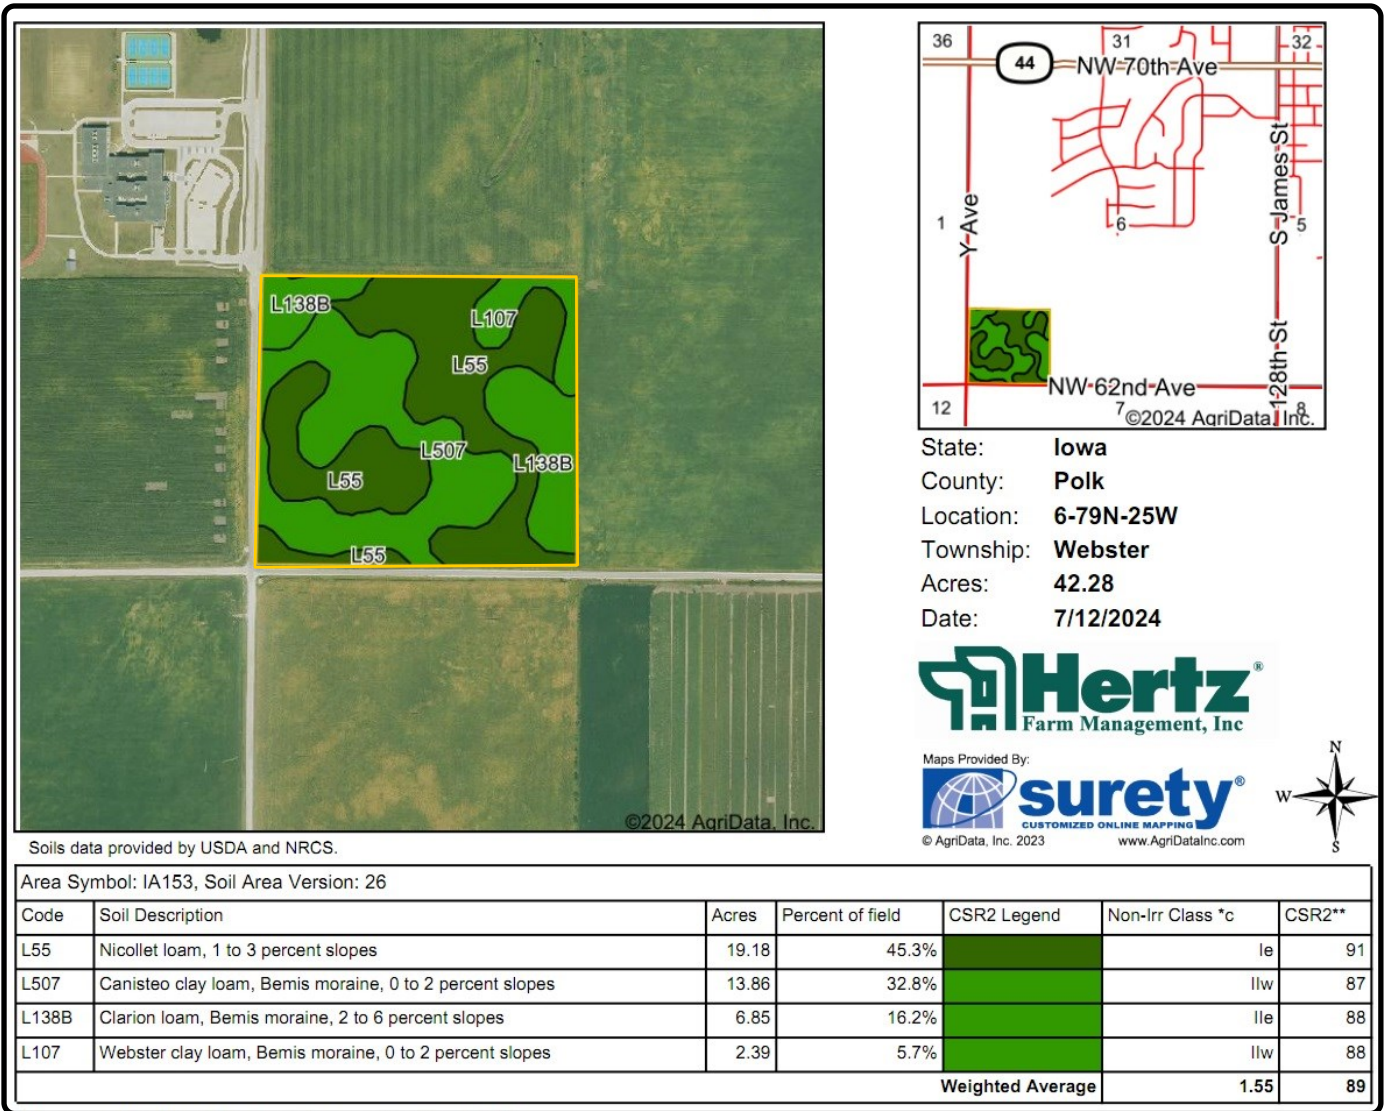 L138B
L107
L55
L507
L138B
L55
L55
©2024 AgriData, Inc.
36
31
32
44
NW 70th Ave
S James St
Y Ave
1
6
5
128th St
NW 62nd Ave
12
7
8
©2024 AgriData, Inc.
State: Iowa
County: Polk
Location: 6-79N-25W
Township: Webster
Acres: 42.28
Date: 7/12/2024
Hertz®
Farm Management, Inc
Maps Provided By:
surety®
CUSTOMIZED ONLINE MAPPING
© AgriData, Inc. 2023 www.AgriDataInc.com
N
W
S
Soils data provided by USDA and NRCS.
Area Symbol: IA153, Soil Area Version: 26
Code Soil Description Acres Percent of field CSR2 Legend Non-Irr Class *c CSR2**
L55 Nicollet loam, 1 to 3 percent slopes 19.18 45.3% Ie 91
L507 Canisteo clay loam, Bemis moraine, 0 to 2 percent slopes 13.86 32.8% IIw 87
L138B Clarion loam, Bemis moraine, 2 to 6 percent slopes 6.85 16.2% IIe 88
L107 Webster clay loam, Bemis moraine, 0 to 2 percent slopes 2.39 5.7% IIw 88
Weighted Average 1.55 89